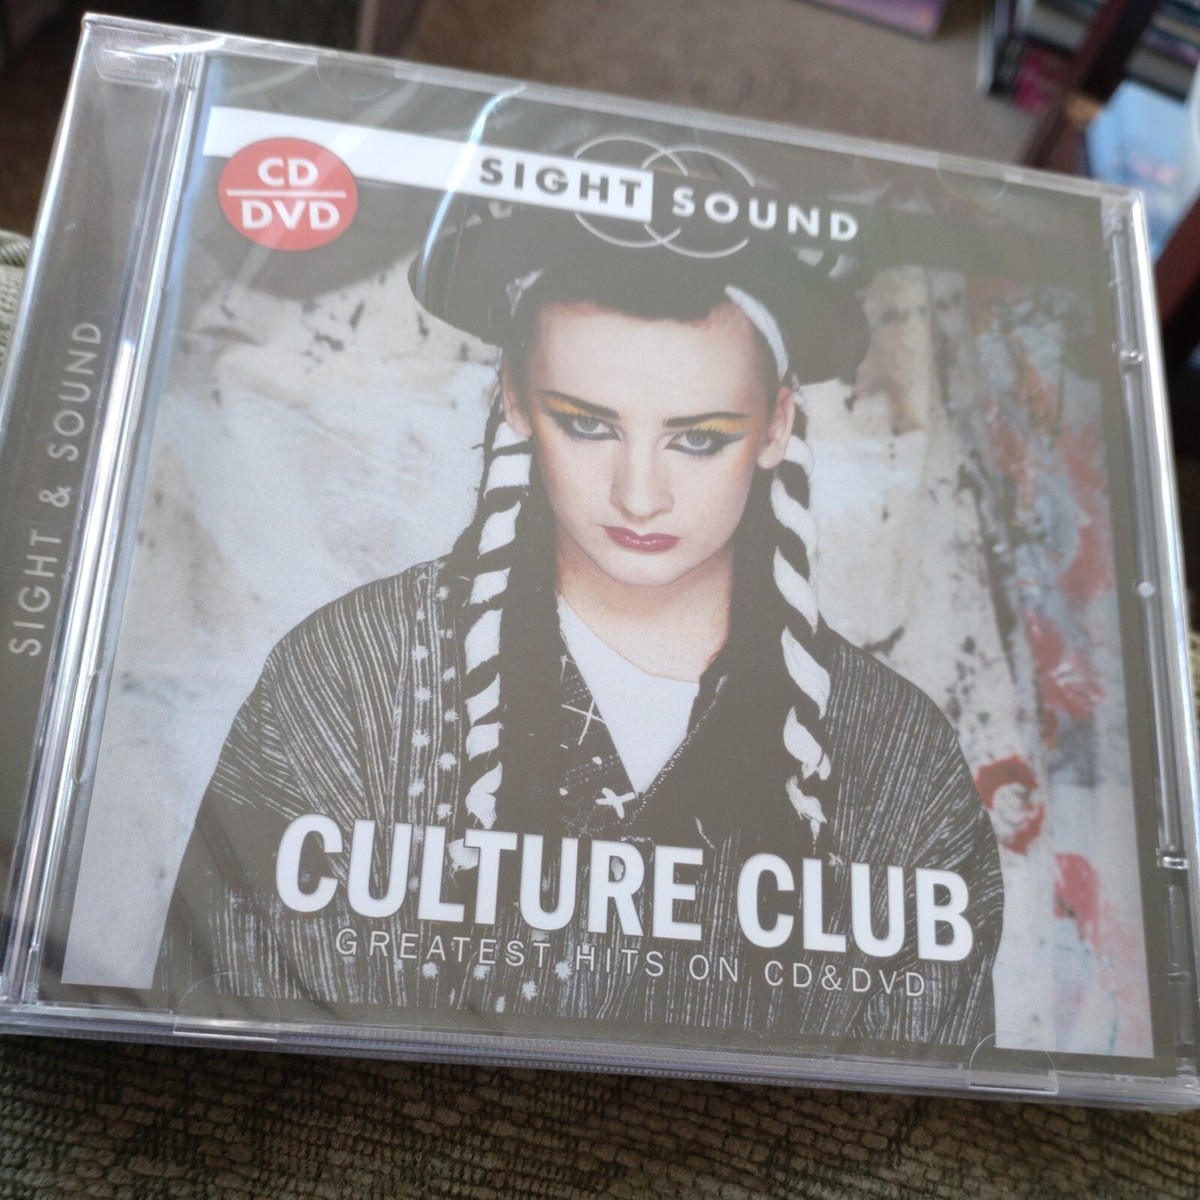 CD
DVD
SIGHT SOUND
SIGHT & SOUND
CULTURE CLUB
GREATEST HITS ON CD&DVD